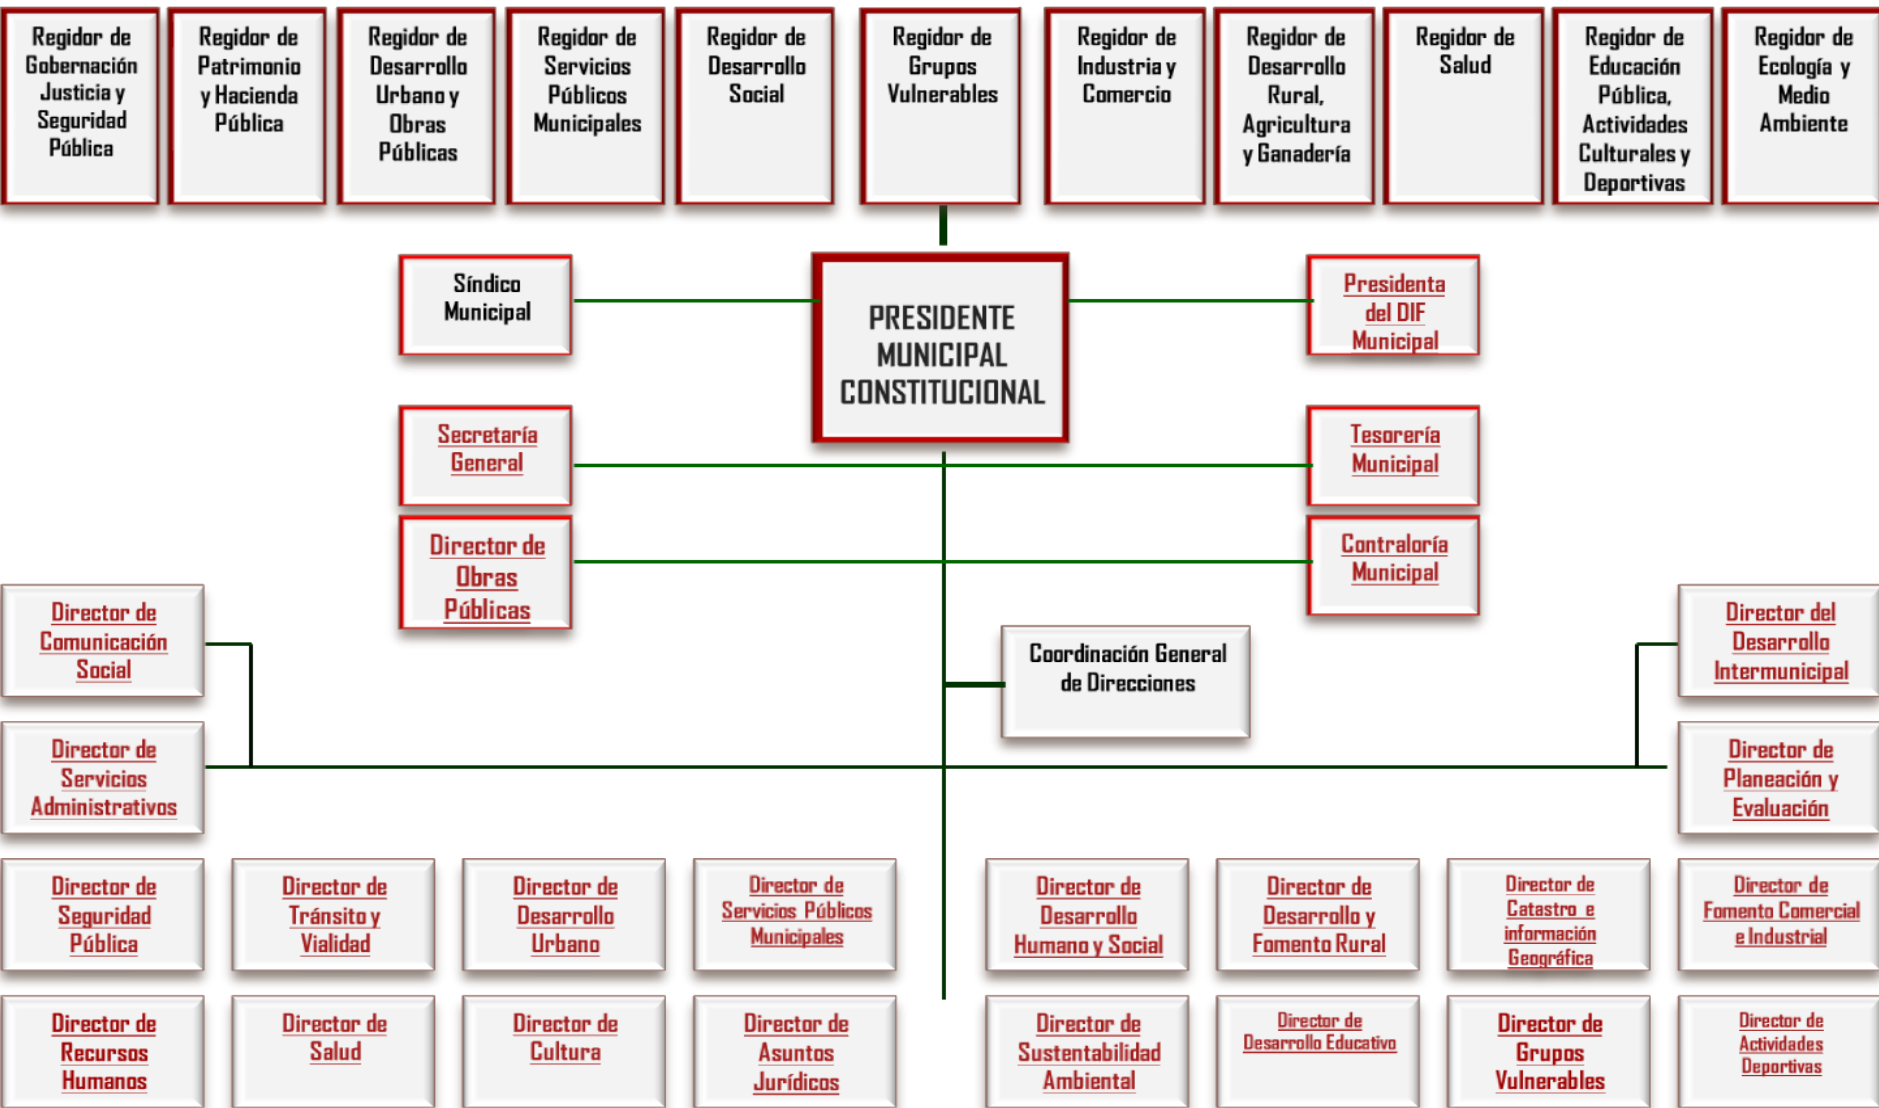 Regidor de
Gobernación
Justicia y
Seguridad
Pública
Regidor de
Patrimonio
y Hacienda
Pública
Regidor de
Desarrollo
Urbano y
Obras
Públicas
Regidor de
Servicios
Públicos
Municipales
Regidor de
Desarrollo
Social
Regidor de
Grupos
Vulnerables
Regidor de
Industria y
Comercio
Regidor de
Desarrollo
Rural,
Agricultura
y Ganadería
Regidor de
Salud
Regidor de
Educación
Pública,
Actividades
Culturales y
Deportivas
Regidor de
Ecología y
Medio
Ambiente
Síndico
Municipal
PRESIDENTE
MUNICIPAL
CONSTITUCIONAL
Presidenta
del DIF
Municipal
Secretaría
General
Tesorería
Municipal
Director de
Obras
Públicas
Contraloría
Municipal
Director de
Comunicación
Social
Coordinación General
de Direcciones
Director del
Desarrollo
Intermunicipal
Director de
Servicios
Administrativos
Director de
Planeación y
Evaluación
Director de
Seguridad
Pública
Director de
Tránsito y
Vialidad
Director de
Desarrollo
Urbano
Director de
Servicios Públicos
Municipales
Director de
Desarrollo
Humano y Social
Director de
Desarrollo y
Fomento Rural
Director de
Catastro e
información
Geográfica
Director de
Fomento Comercial
e Industrial
Director de
Recursos
Humanos
Director de
Salud
Director de
Cultura
Director de
Asuntos
Jurídicos
Director de
Sustentabilidad
Ambiental
Director de
Desarrollo Educativo
Director de
Grupos
Vulnerables
Director de
Actividades
Deportivas